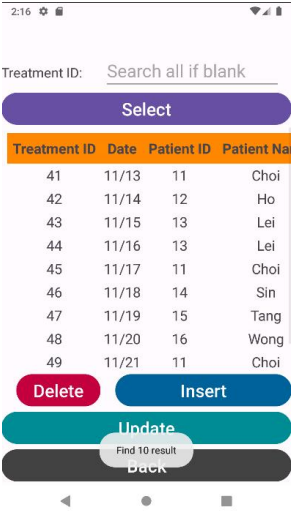 2:16
Treatment ID: Search all if blank
Select
Treatment ID Date Patient ID Patient Na
41 11/13 11 Choi
42 11/14 12 Ho
43 11/15 13 Lei
44 11/16 13 Lei
45 11/17 11 Choi
46 11/18 14 Sin
47 11/19 15 Tang
48 11/20 16 Wong
49 11/21 11 Choi
Delete Insert
Update
Find 10 result
Back